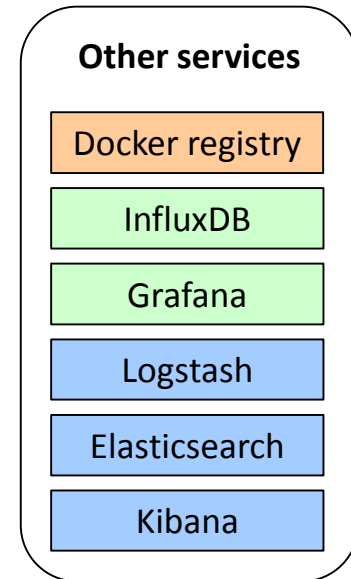 Other services
Docker registry
InfluxDB
Grafana
Logstash
Elasticsearch
Kibana